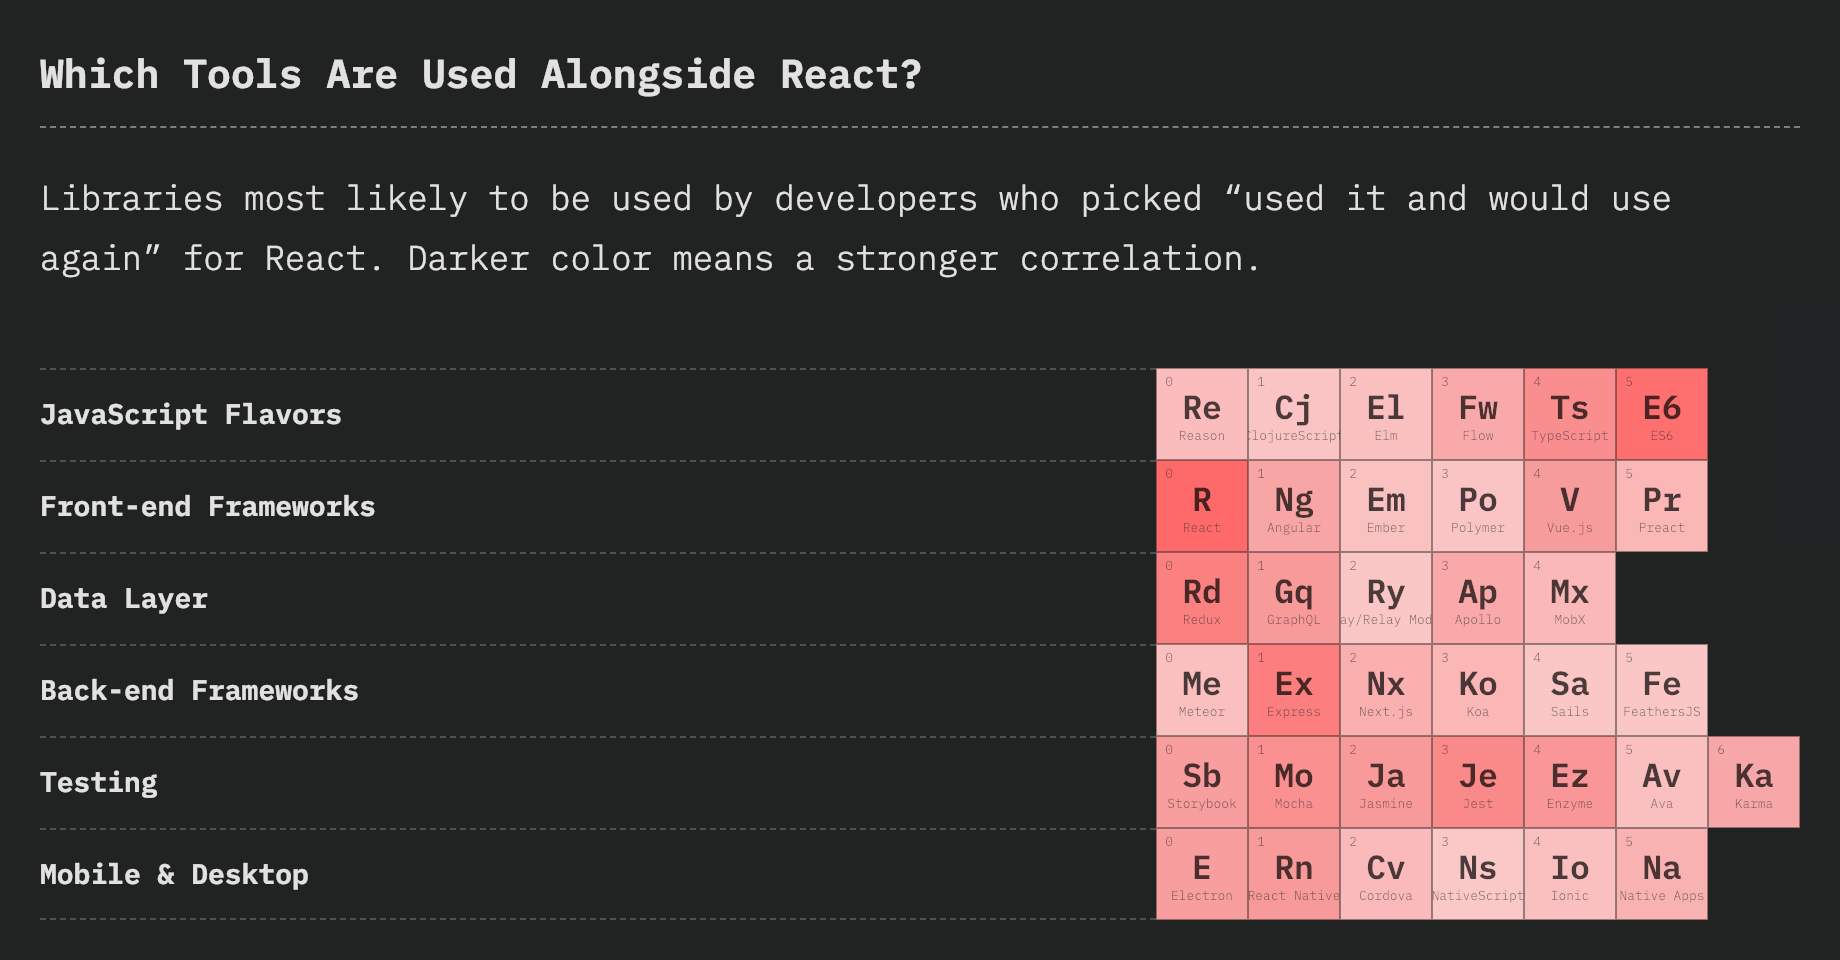 Which Tools Are Used Alongside React?
Libraries most likely to be used by developers who picked “used it and would use
again” for React. Darker color means a stronger correlation.
JavaScript Flavors
0 1 2 3 4 5
Re Cj El Fw Ts E6
Reason ClojureScript Elm Flow TypeScript ES6
Front-end Frameworks
0 1 2 3 4 5
R Ng Em Po V Pr
React Angular Ember Polymer Vue.js Preact
Data Layer
0 1 2 3 4
Rd Gq Ry Ap Mx
Redux GraphQL ay/Relay Mod Apollo MobX
Back-end Frameworks
0 1 2 3 4 5
Me Ex Nx Ko Sa Fe
Meteor Express Next.js Koa Sails FeathersJS
Testing
0 1 2 3 4 5 6
Sb Mo Ja Je Ez Av Ka
Storybook Mocha Jasmine Jest Enzyme Ava Karma
Mobile & Desktop
0 1 2 3 4 5
E Rn Cv Ns Io Na
Electron React Native Cordova NativeScript Ionic Native Apps